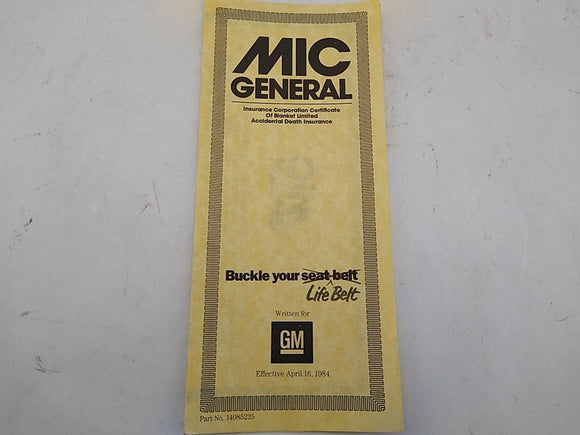 MIC
GENERAL
Insurance Corporation Certificate
Of Blanket Limited
Accidental Death Insurance
Buckle your seat belt
Life Belt
Written for
GM
Effective April 16, 1984
Part No. 14085225